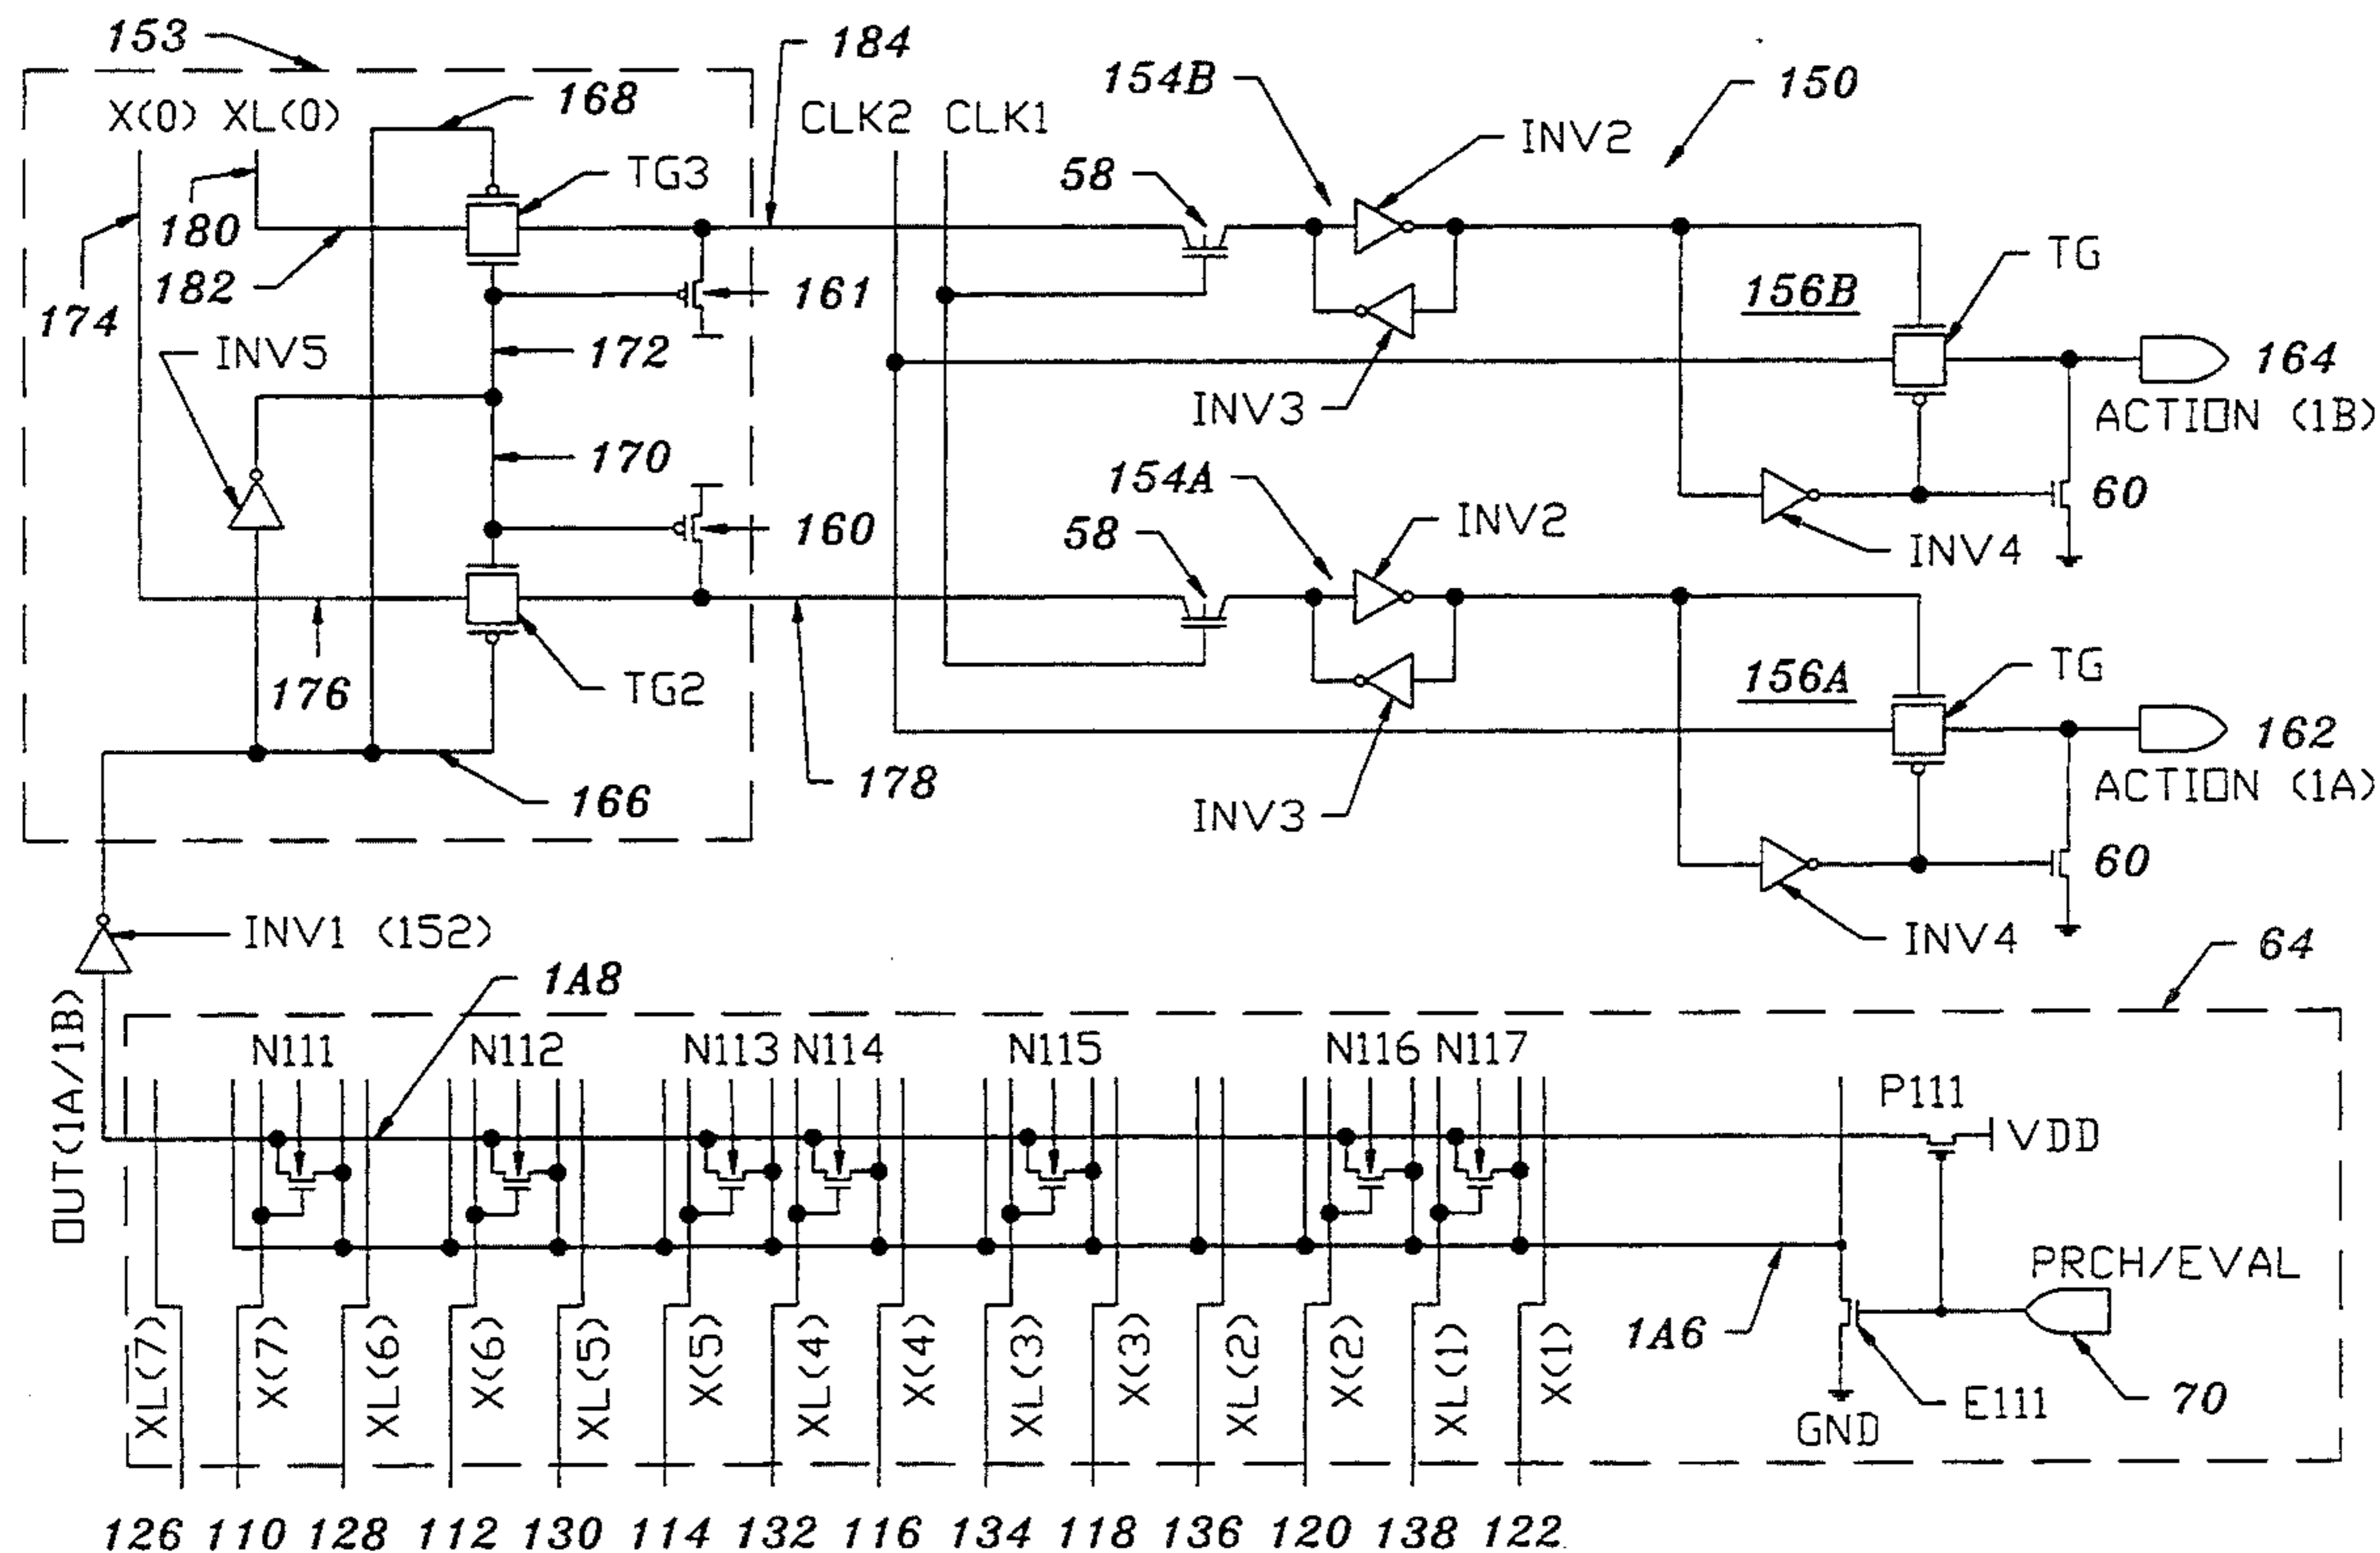 153
184
154B
150
X(0) XL(0)
168
CLK2 CLK1
INV2
TG3
58
TG
180
182
174
161
156B
164
INV5
172
INV3
ACTION (1B)
170
154A
INV2
60
160
58
INV4
176
TG2
156A
TG
166
178
INV3
162
ACTION (1A)
60
INV1 (152)
INV4
64
OUT(1A/1B)
1A8
N111 N112 N113 N114 N115 N116 N117
P111
VDD
PRCH/EVAL
XL(7) X(7) XL(6) X(6) XL(5) X(5) XL(4) X(4) XL(3) X(3) XL(2) X(2) XL(1) X(1)
1A6
E111
70
GND
126 110 128 112 130 114 132 116 134 118 136 120 138 122